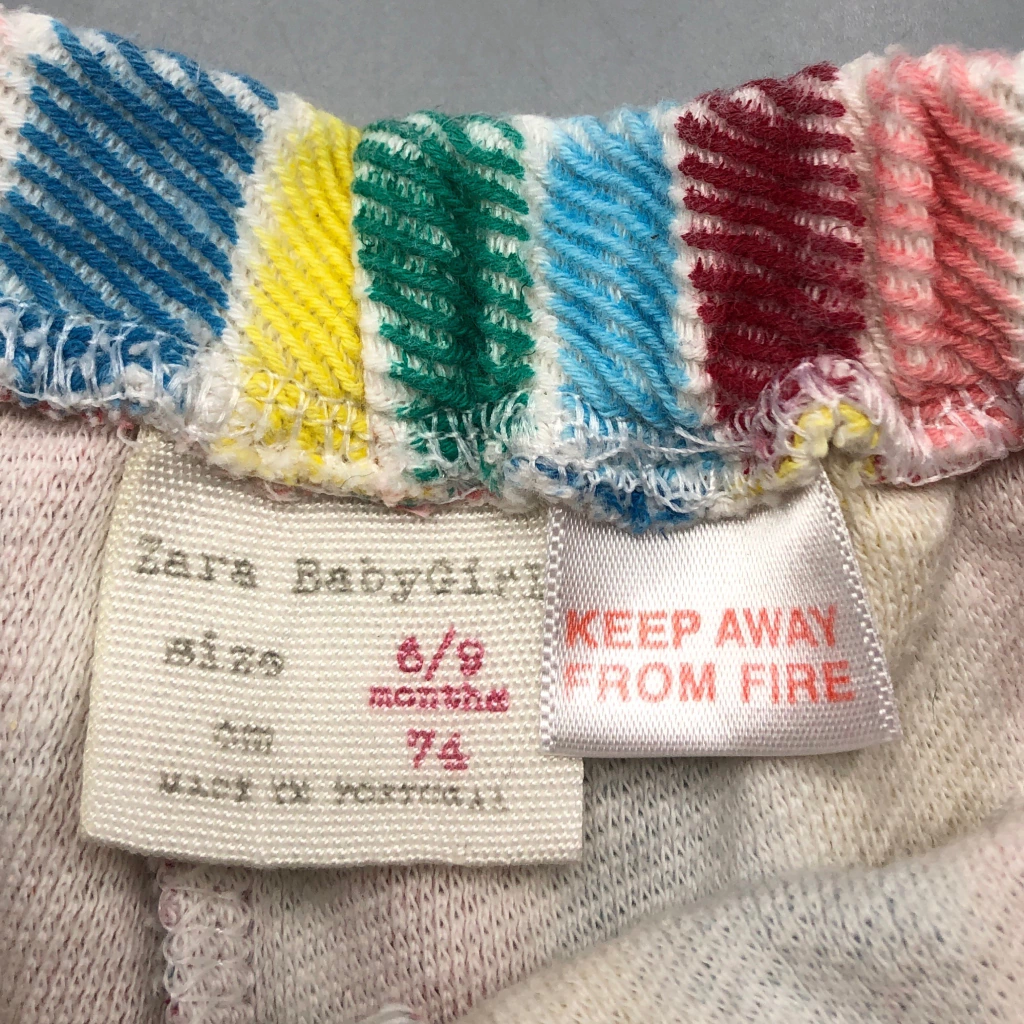 Zara BabyGirl
size 6/9
months
cm 74
MADE IN PORTUGAL
KEEP AWAY
FROM FIRE